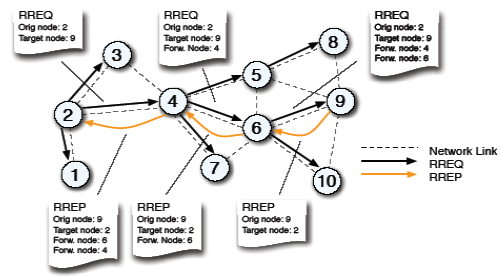 RREQ
Orig node: 2
Target node: 9
RREQ
Orig node: 2
Target node: 9
Forw. Node: 4
RREQ
Orig node: 2
Target node: 9
Forw. node: 4
Forw. node: 6
3
8
5
2
4
9
6
1
7
10
Network Link
RREQ
RREP
RREP
Orig node: 9
Target node: 2
Forw. node: 6
Forw. node: 4
RREP
Orig node: 9
Target node: 2
Forw. Node: 6
RREP
Orig node: 9
Target node: 2